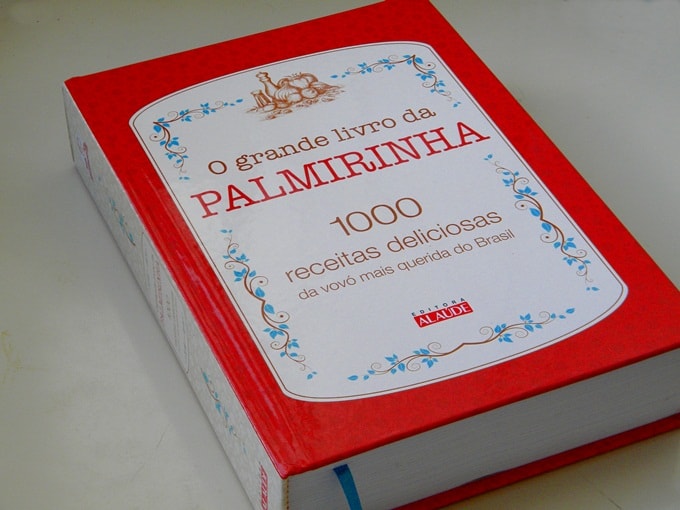 O grande livro da
PALMIRINHA
1000
receitas deliciosas
da vovó mais querida do Brasil
EDITORA
ALAÚDE